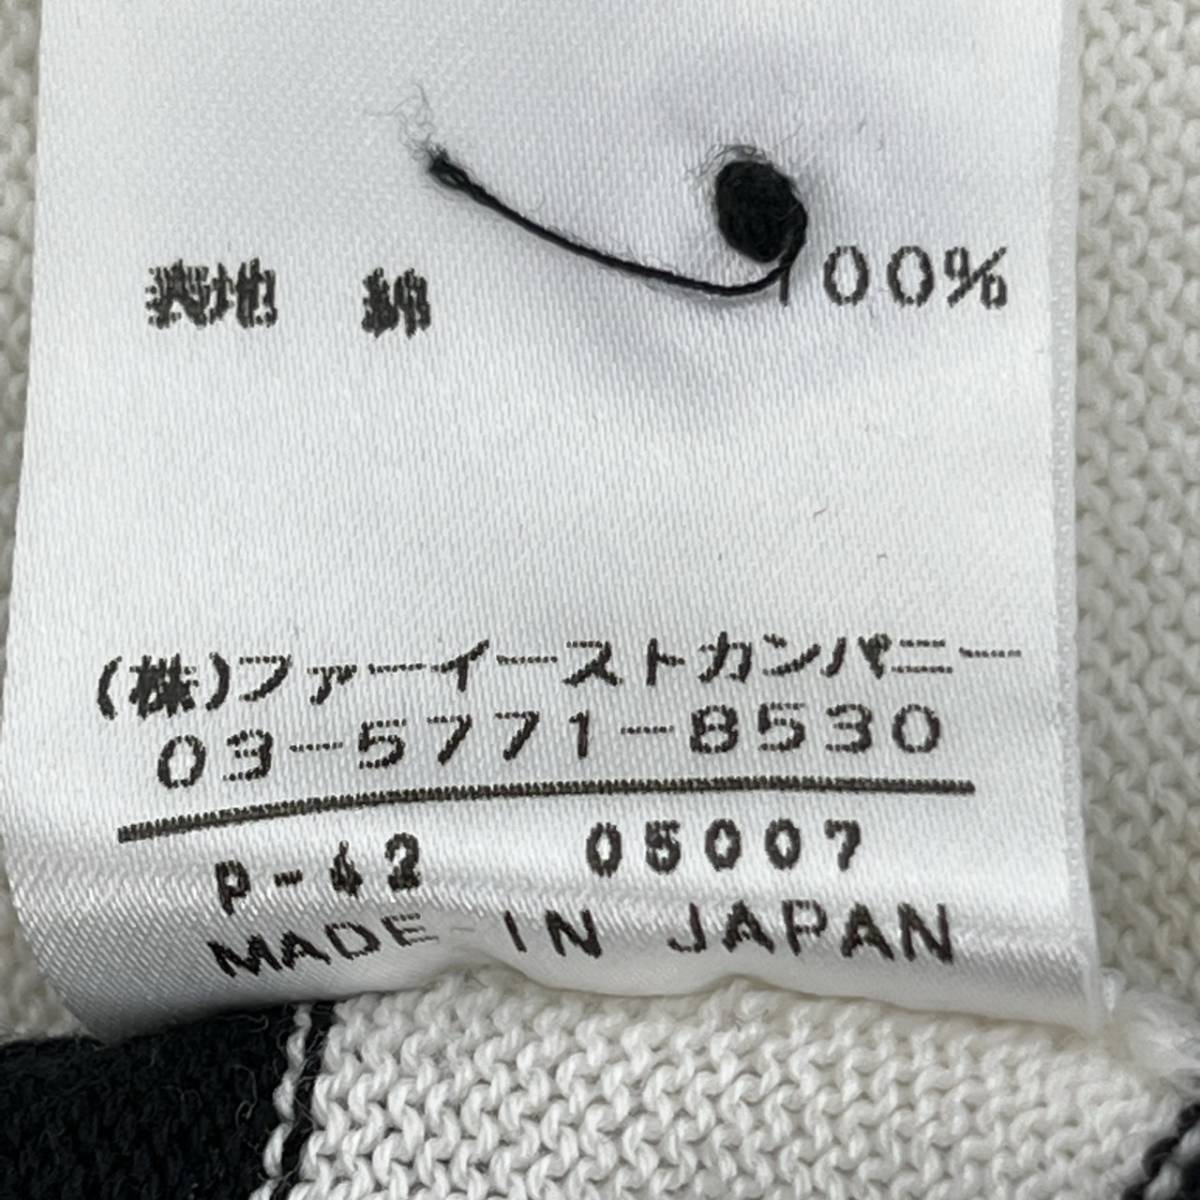 表地 綿 100%
(株)ファーイーストカンパニー
03-5771-8530
P-42 05007
MADE IN JAPAN